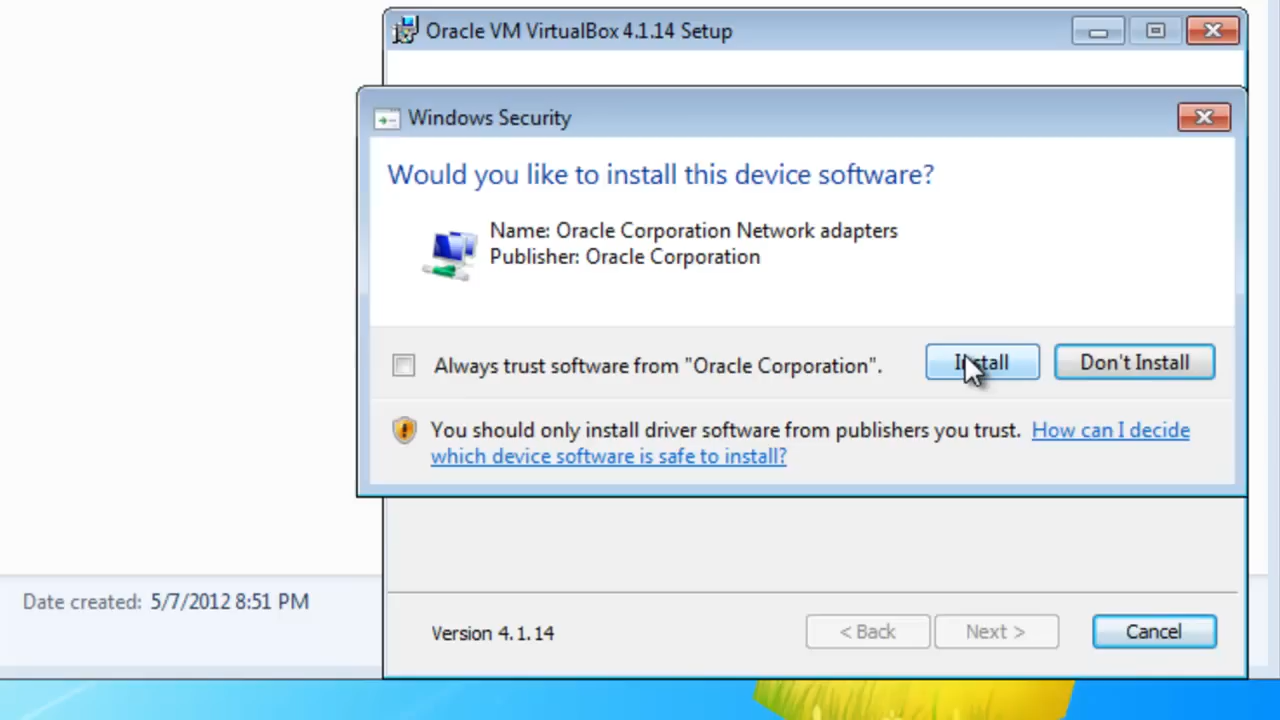 Oracle VM VirtualBox 4.1.14 Setup
Windows Security
Would you like to install this device software?
Name: Oracle Corporation Network adapters
Publisher: Oracle Corporation
Always trust software from "Oracle Corporation".
Install
Don't Install
You should only install driver software from publishers you trust. How can I decide
which device software is safe to install?
Date created: 5/7/2012 8:51 PM
Version 4.1.14
< Back
Next >
Cancel